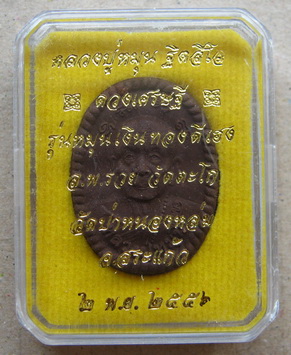 หลวงปู่หมุน ฐิตสีโล
ดวงเศรษฐี
รุ่นหมุนเงินทองดีเอง
ล.พ.รวย วัดตะโก
วัดป่าหนองหล่ม
จ.สระแก้ว
๒ พ.ย. ๒๕๕๖